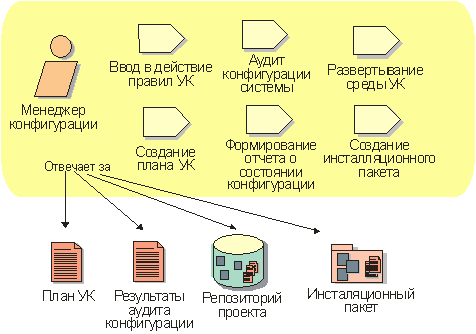 Менеджер
конфигурации
Ввод в действие
правил УК
Аудит
конфигурации
системы
Развертывание
среды УК
Создание
плана УК
Формирование
отчета о
состоянии
конфигурации
Создание
инсталляционного
пакета
Отвечает за
План УК
Результаты
аудита
конфигурации
Репозиторий
проекта
Инсталяционный
пакет